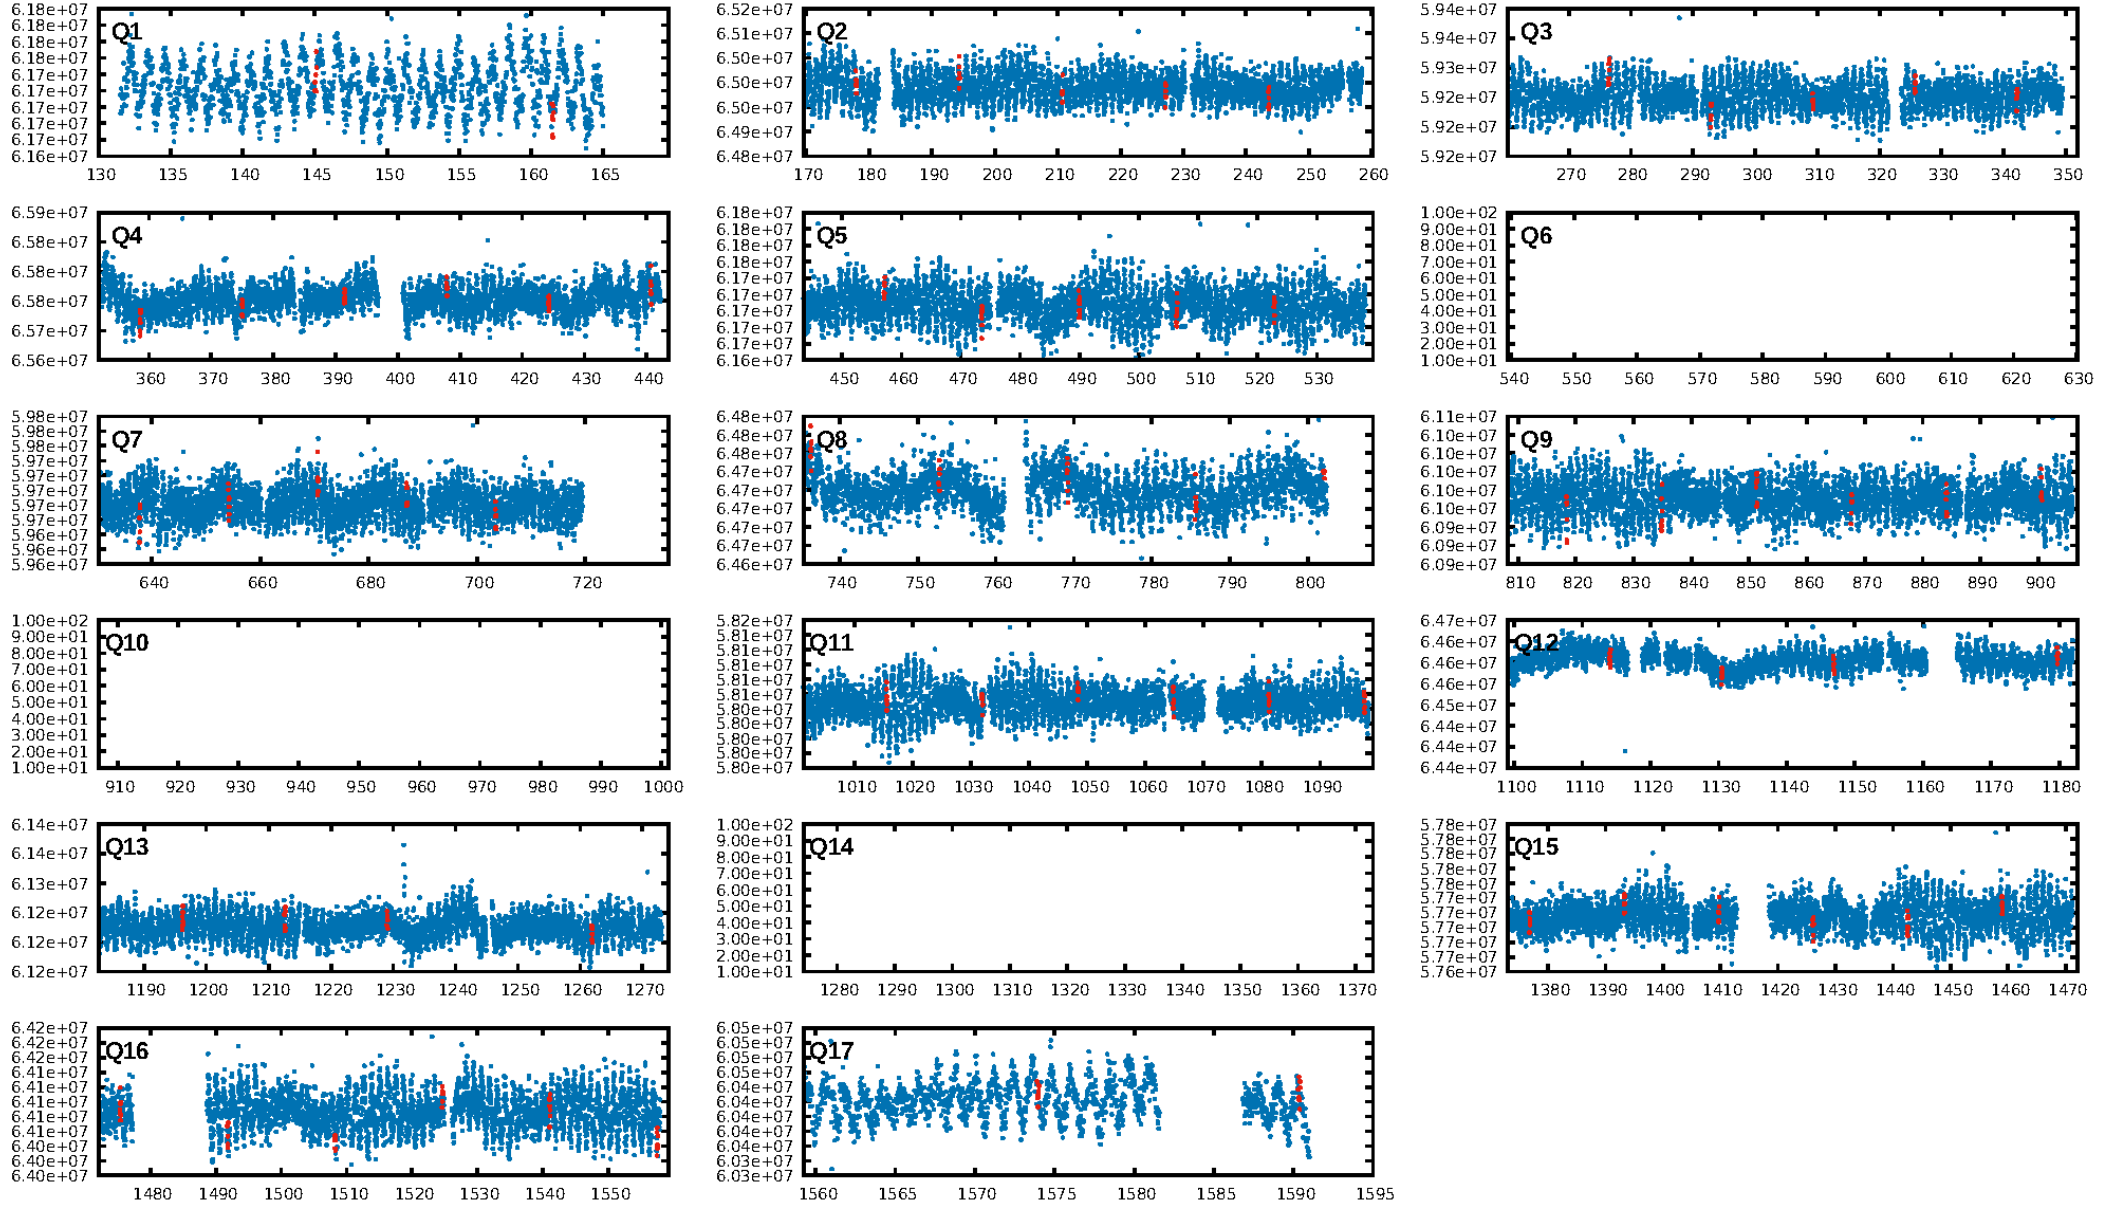 Q1
6.18e+07
6.18e+07
6.18e+07
6.17e+07
6.17e+07
6.17e+07
6.17e+07
6.17e+07
6.17e+07
6.16e+07
130 135 140 145 150 155 160 165
Q2
6.52e+07
6.51e+07
6.50e+07
6.50e+07
6.50e+07
6.49e+07
6.48e+07
170 180 190 200 210 220 230 240 250 260
Q3
5.94e+07
5.94e+07
5.93e+07
5.92e+07
5.92e+07
5.92e+07
270 280 290 300 310 320 330 340 350
Q4
6.59e+07
6.58e+07
6.58e+07
6.58e+07
6.57e+07
6.56e+07
360 370 380 390 400 410 420 430 440
Q5
6.18e+07
6.18e+07
6.18e+07
6.17e+07
6.17e+07
6.17e+07
6.17e+07
6.17e+07
6.17e+07
6.16e+07
450 460 470 480 490 500 510 520 530
Q6
1.00e+02
9.00e+01
8.00e+01
7.00e+01
6.00e+01
5.00e+01
4.00e+01
3.00e+01
2.00e+01
1.00e+01
540 550 560 570 580 590 600 610 620 630
Q7
5.98e+07
5.98e+07
5.98e+07
5.97e+07
5.97e+07
5.97e+07
5.97e+07
5.97e+07
5.96e+07
5.96e+07
5.96e+07
640 660 680 700 720
Q8
6.48e+07
6.48e+07
6.48e+07
6.47e+07
6.47e+07
6.47e+07
6.47e+07
6.47e+07
6.46e+07
740 750 760 770 780 790 800
Q9
6.11e+07
6.10e+07
6.10e+07
6.10e+07
6.10e+07
6.10e+07
6.09e+07
6.09e+07
6.09e+07
810 820 830 840 850 860 870 880 890 900
Q10
1.00e+02
9.00e+01
8.00e+01
7.00e+01
6.00e+01
5.00e+01
4.00e+01
3.00e+01
2.00e+01
1.00e+01
910 920 930 940 950 960 970 980 990 1000
Q11
5.82e+07
5.81e+07
5.81e+07
5.81e+07
5.81e+07
5.81e+07
5.80e+07
5.80e+07
5.80e+07
5.80e+07
5.80e+07
1010 1020 1030 1040 1050 1060 1070 1080 1090
Q12
6.47e+07
6.46e+07
6.46e+07
6.46e+07
6.45e+07
6.44e+07
6.44e+07
6.44e+07
1100 1110 1120 1130 1140 1150 1160 1170 1180
Q13
6.14e+07
6.14e+07
6.13e+07
6.12e+07
6.12e+07
6.12e+07
1190 1200 1210 1220 1230 1240 1250 1260 1270
Q14
1.00e+02
9.00e+01
8.00e+01
7.00e+01
6.00e+01
5.00e+01
4.00e+01
3.00e+01
2.00e+01
1.00e+01
1280 1290 1300 1310 1320 1330 1340 1350 1360 1370
Q15
5.78e+07
5.78e+07
5.78e+07
5.78e+07
5.78e+07
5.77e+07
5.77e+07
5.77e+07
5.77e+07
5.77e+07
5.76e+07
1380 1390 1400 1410 1420 1430 1440 1450 1460 1470
Q16
6.42e+07
6.42e+07
6.42e+07
6.41e+07
6.41e+07
6.41e+07
6.41e+07
6.41e+07
6.40e+07
6.40e+07
6.40e+07
1480 1490 1500 1510 1520 1530 1540 1550
Q17
6.05e+07
6.05e+07
6.05e+07
6.05e+07
6.04e+07
6.04e+07
6.04e+07
6.04e+07
6.04e+07
6.03e+07
6.03e+07
1560 1565 1570 1575 1580 1585 1590 1595